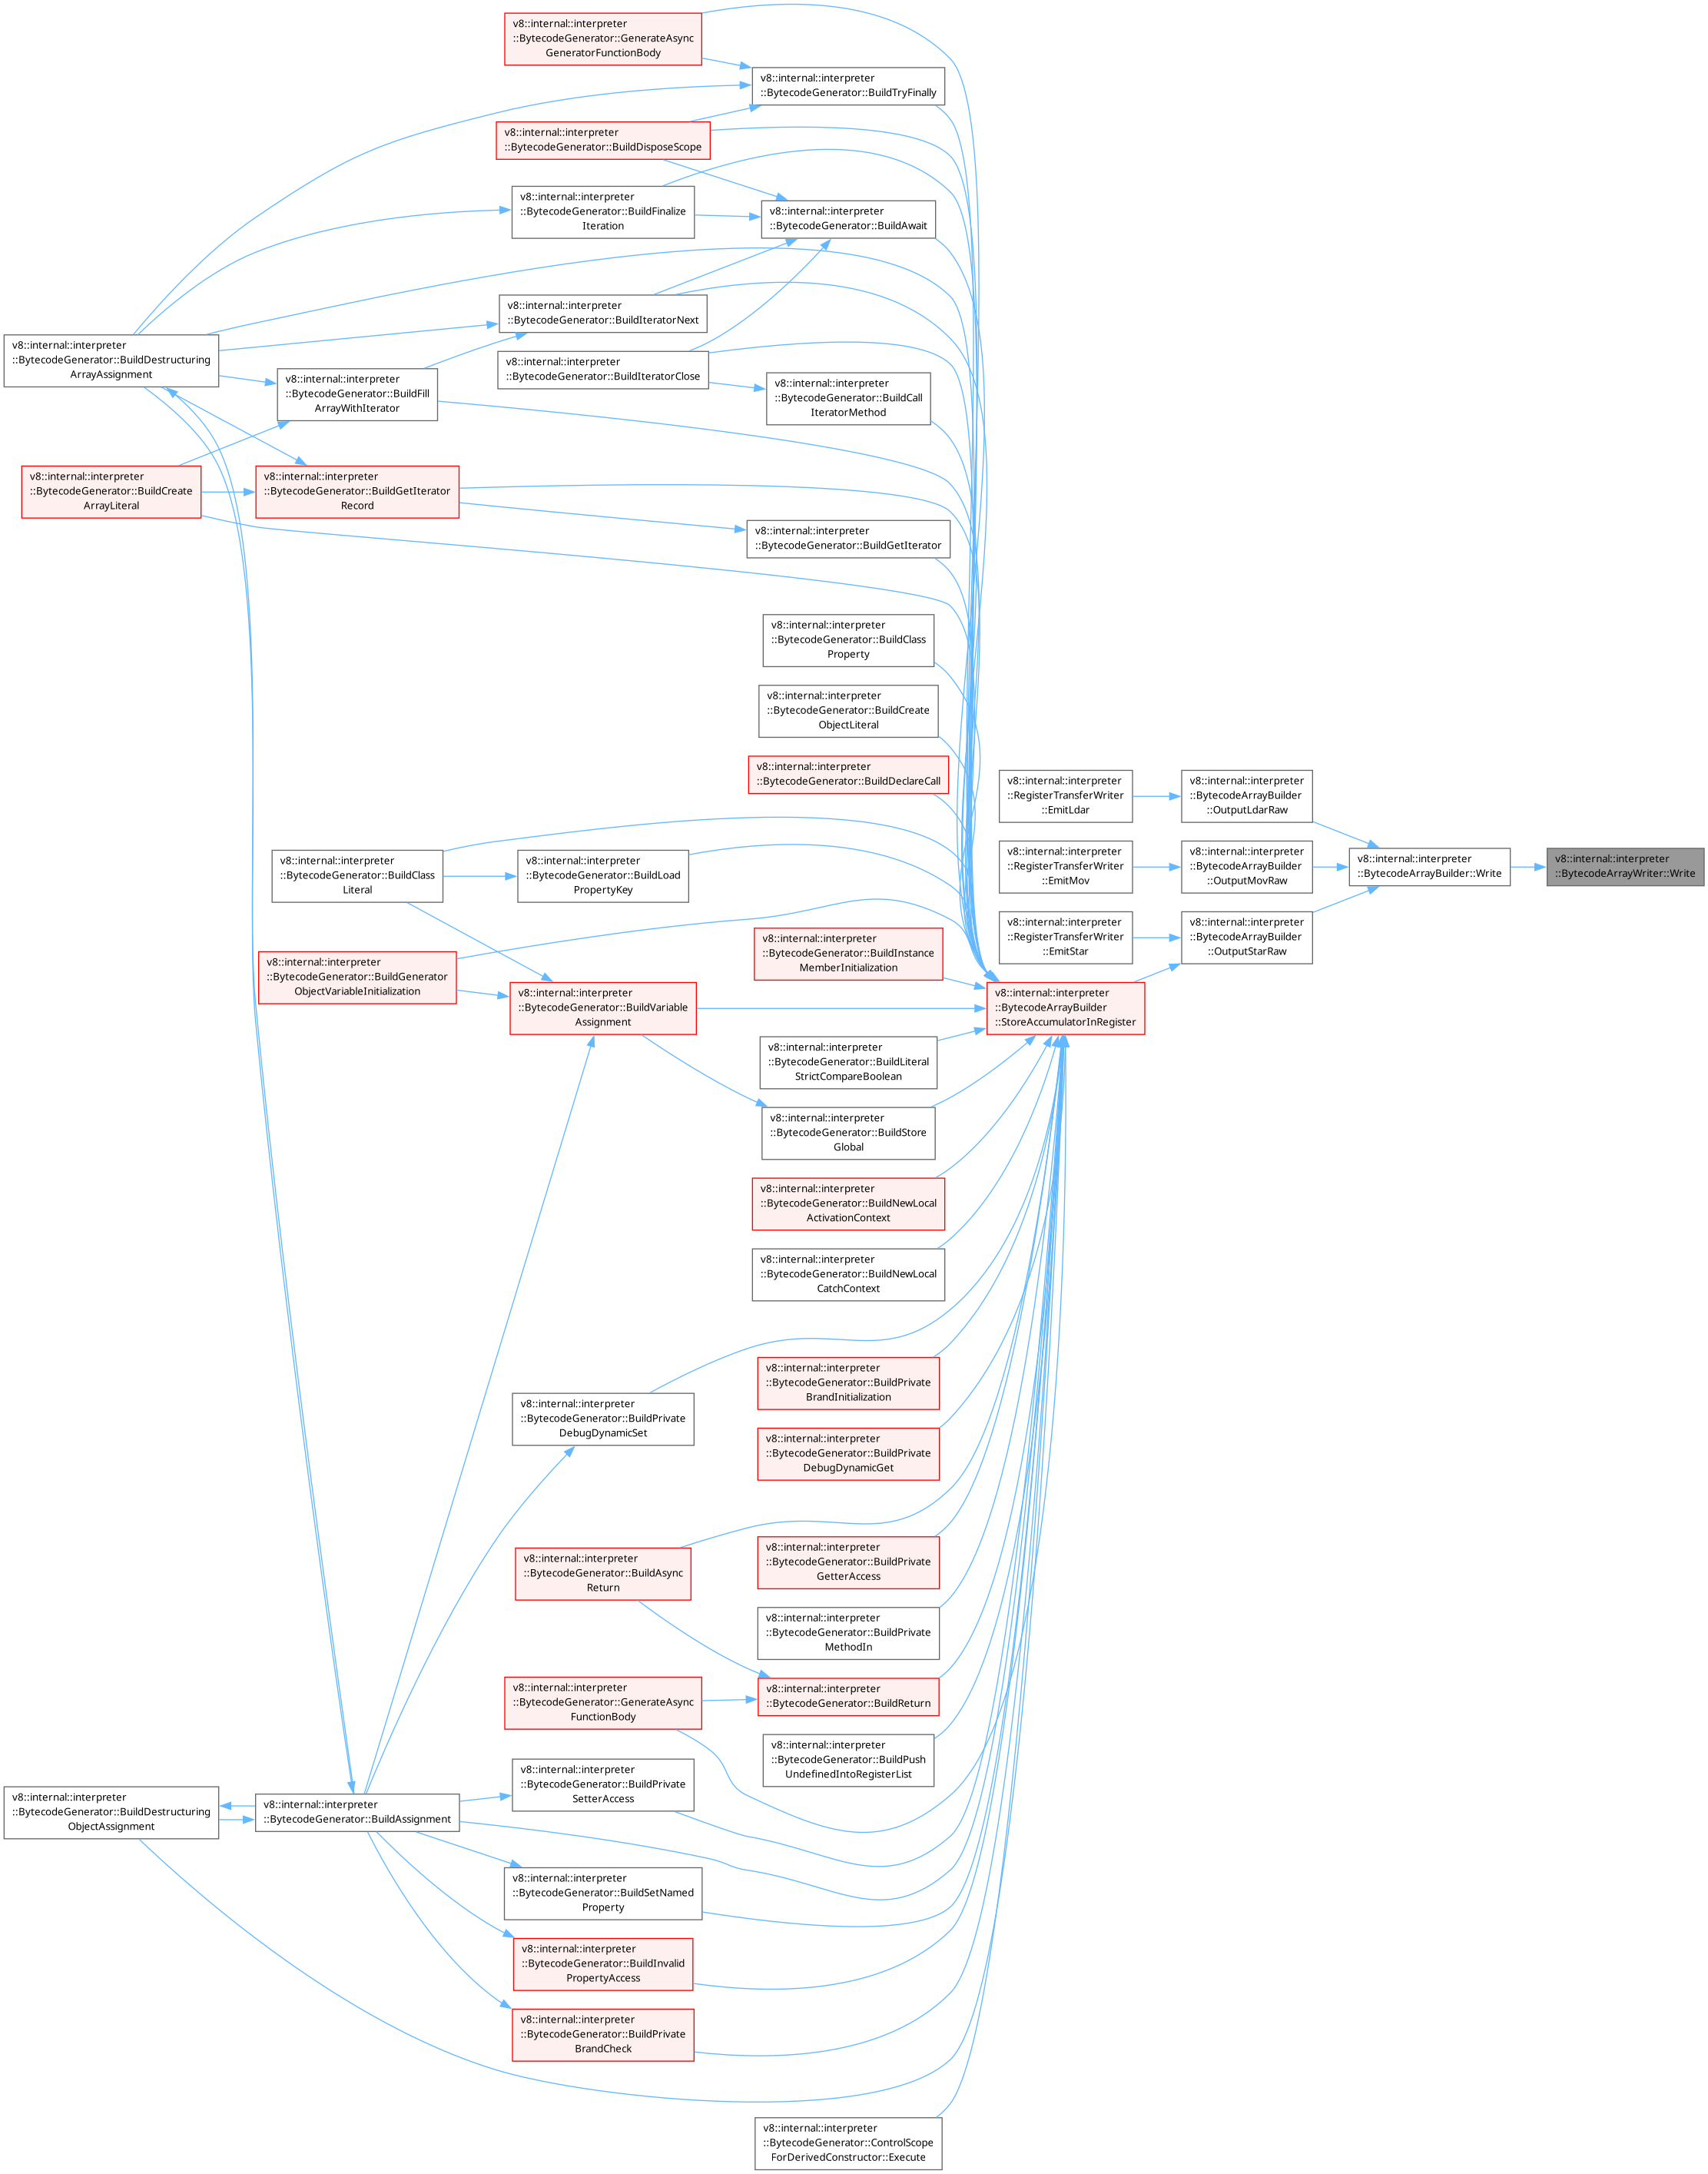 v8::internal::interpreter
::BytecodeGenerator::GenerateAsync
GeneratorFunctionBody
v8::internal::interpreter
::BytecodeGenerator::BuildTryFinally
v8::internal::interpreter
::BytecodeGenerator::BuildDisposeScope
v8::internal::interpreter
::BytecodeGenerator::BuildFinalize
Iteration
v8::internal::interpreter
::BytecodeGenerator::BuildAwait
v8::internal::interpreter
::BytecodeGenerator::BuildIteratorNext
v8::internal::interpreter
::BytecodeGenerator::BuildDestructuring
ArrayAssignment
v8::internal::interpreter
::BytecodeGenerator::BuildIteratorClose
v8::internal::interpreter
::BytecodeGenerator::BuildFill
ArrayWithIterator
v8::internal::interpreter
::BytecodeGenerator::BuildCall
IteratorMethod
v8::internal::interpreter
::BytecodeGenerator::BuildCreate
ArrayLiteral
v8::internal::interpreter
::BytecodeGenerator::BuildGetIterator
Record
v8::internal::interpreter
::BytecodeGenerator::BuildGetIterator
v8::internal::interpreter
::BytecodeGenerator::BuildClass
Property
v8::internal::interpreter
::BytecodeGenerator::BuildCreate
ObjectLiteral
v8::internal::interpreter
::BytecodeGenerator::BuildDeclareCall
v8::internal::interpreter
::RegisterTransferWriter
::EmitLdar
v8::internal::interpreter
::BytecodeArrayBuilder
::OutputLdarRaw
v8::internal::interpreter
::BytecodeGenerator::BuildClass
Literal
v8::internal::interpreter
::BytecodeGenerator::BuildLoad
PropertyKey
v8::internal::interpreter
::RegisterTransferWriter
::EmitMov
v8::internal::interpreter
::BytecodeArrayBuilder
::OutputMovRaw
v8::internal::interpreter
::BytecodeArrayBuilder::Write
v8::internal::interpreter
::BytecodeArrayWriter::Write
v8::internal::interpreter
::RegisterTransferWriter
::EmitStar
v8::internal::interpreter
::BytecodeArrayBuilder
::OutputStarRaw
v8::internal::interpreter
::BytecodeGenerator::BuildInstance
MemberInitialization
v8::internal::interpreter
::BytecodeGenerator::BuildGenerator
ObjectVariableInitialization
v8::internal::interpreter
::BytecodeGenerator::BuildVariable
Assignment
v8::internal::interpreter
::BytecodeArrayBuilder
::StoreAccumulatorInRegister
v8::internal::interpreter
::BytecodeGenerator::BuildLiteral
StrictCompareBoolean
v8::internal::interpreter
::BytecodeGenerator::BuildStore
Global
v8::internal::interpreter
::BytecodeGenerator::BuildNewLocal
ActivationContext
v8::internal::interpreter
::BytecodeGenerator::BuildNewLocal
CatchContext
v8::internal::interpreter
::BytecodeGenerator::BuildPrivate
BrandInitialization
v8::internal::interpreter
::BytecodeGenerator::BuildPrivate
DebugDynamicSet
v8::internal::interpreter
::BytecodeGenerator::BuildPrivate
DebugDynamicGet
v8::internal::interpreter
::BytecodeGenerator::BuildPrivate
GetterAccess
v8::internal::interpreter
::BytecodeGenerator::BuildAsync
Return
v8::internal::interpreter
::BytecodeGenerator::BuildPrivate
MethodIn
v8::internal::interpreter
::BytecodeGenerator::GenerateAsync
FunctionBody
v8::internal::interpreter
::BytecodeGenerator::BuildReturn
v8::internal::interpreter
::BytecodeGenerator::BuildPush
UndefinedIntoRegisterList
v8::internal::interpreter
::BytecodeGenerator::BuildPrivate
SetterAccess
v8::internal::interpreter
::BytecodeGenerator::BuildDestructuring
ObjectAssignment
v8::internal::interpreter
::BytecodeGenerator::BuildAssignment
v8::internal::interpreter
::BytecodeGenerator::BuildSetNamed
Property
v8::internal::interpreter
::BytecodeGenerator::BuildInvalid
PropertyAccess
v8::internal::interpreter
::BytecodeGenerator::BuildPrivate
BrandCheck
v8::internal::interpreter
::BytecodeGenerator::ControlScope
ForDerivedConstructor::Execute